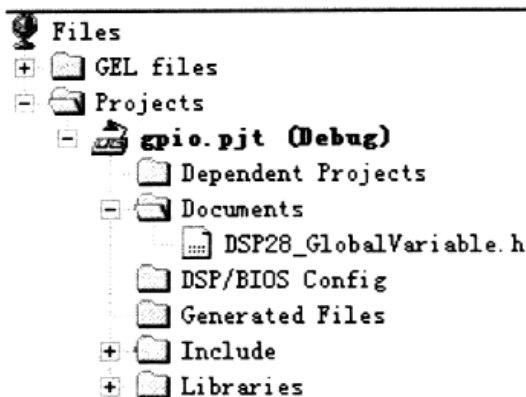 Files
GEL files
Projects
gpio.pjt (Debug)
Dependent Projects
Documents
DSP28_GlobalVariable.h
DSP/BIOS Config
Generated Files
Include
Libraries